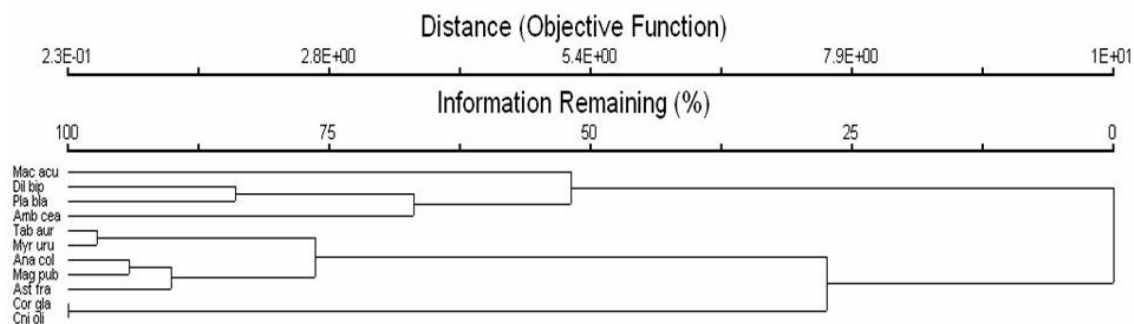 Distance (Objective Function)
2.3E-01 2.8E+00 5.4E+00 7.9E+00 1E+01
Information Remaining (%)
100 75 50 25 0
Mac acu
Dil bip
Pla bla
Amb cea
Tab aur
Myr uru
Ana col
Mag pub
Ast fra
Cor gla
Cni oli